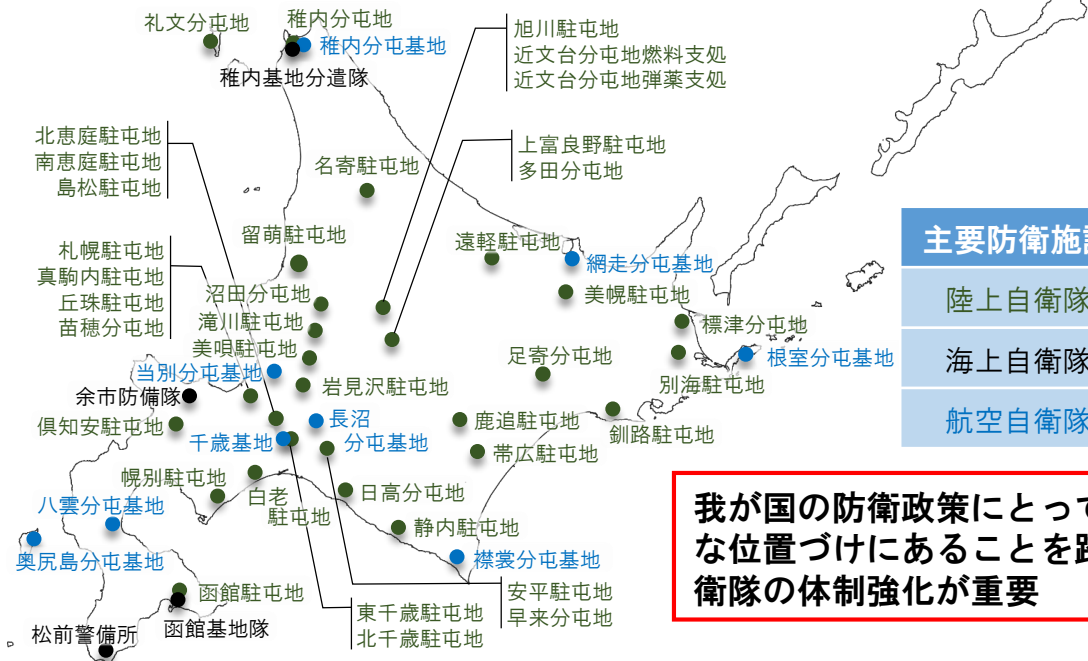 礼文分屯地
稚内分屯地
稚内分屯基地
稚内基地分遣隊
旭川駐屯地
近文台分屯地燃料支処
近文台分屯地弾薬支処
北恵庭駐屯地
南恵庭駐屯地
島松駐屯地
上富良野駐屯地
多田分屯地
名寄駐屯地
札幌駐屯地
真駒内駐屯地
丘珠駐屯地
苗穂分屯地
留萌駐屯地
遠軽駐屯地
網走分屯基地
美幌駐屯地
沼田分屯地
滝川駐屯地
美唄駐屯地
当別分屯基地
岩見沢駐屯地
余市防備隊
倶知安駐屯地
千歳基地
長沼
分屯基地
足寄分屯地
標津分屯地
根室分屯基地
別海駐屯地
釧路駐屯地
鹿追駐屯地
帯広駐屯地
幌別駐屯地
白老
駐屯地
日高分屯地
静内駐屯地
八雲分屯基地
奥尻島分屯基地
襟裳分屯基地
函館駐屯地
函館基地隊
松前警備所
東千歳駐屯地
北千歳駐屯地
安平駐屯地
早来分屯地
主要防衛施設
陸上自衛隊
海上自衛隊
航空自衛隊
我が国の防衛政策にとって
な位置づけにあることを踏
衛隊の体制強化が重要